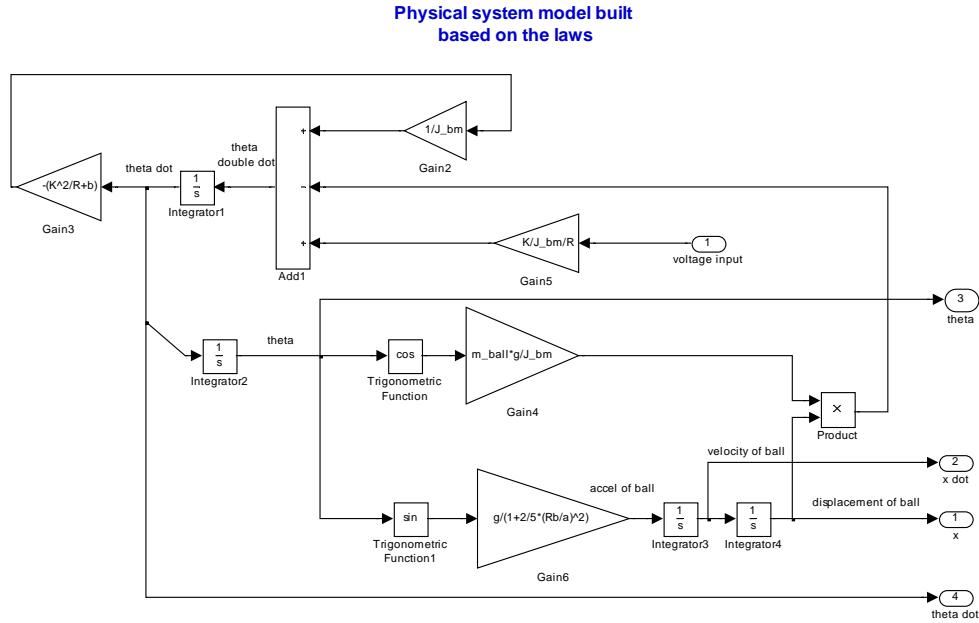 Physical system model built
based on the laws
1/J_bm
Gain2
theta
double dot
theta dot
-(K^2/R+b)
Gain3
1
s
Integrator1
+
−
+
Add1
K/J_bm/R
Gain5
1
voltage input
3
theta
theta
1
s
Integrator2
cos
Trigonometric
Function
m_ball*g/J_bm
Gain4
×
Product
velocity of ball
2
x dot
accel of ball
displacement of ball
sin
Trigonometric
Function1
g/(1+2/5*(Rb/a)^2)
Gain6
1
s
Integrator3
1
s
Integrator4
1
x
4
theta dot